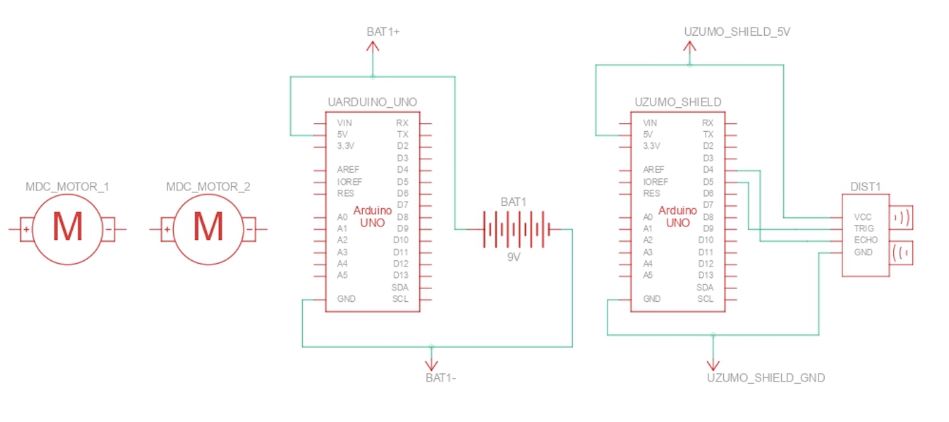 BAT1+
UZUMO_SHIELD_5V
UARDUINO_UNO
UZUMO_SHIELD
VIN RX
5V TX
3.3V D2
D3
AREF D4
IOREF D5
RES D6
D7
A0 D8
A1 D9
A2 D10
A3 D11
A4 D12
A5 D13
SDA
GND SCL
Arduino
UNO
VIN RX
5V TX
3.3V D2
D3
AREF D4
IOREF D5
RES D6
D7
A0 D8
A1 D9
A2 D10
A3 D11
A4 D12
A5 D13
SDA
GND SCL
Arduino
UNO
MDC_MOTOR_1
+ M -
MDC_MOTOR_2
+ M -
BAT1
9V
DIST1
VCC
TRIG
ECHO
GND
BAT1-
UZUMO_SHIELD_GND